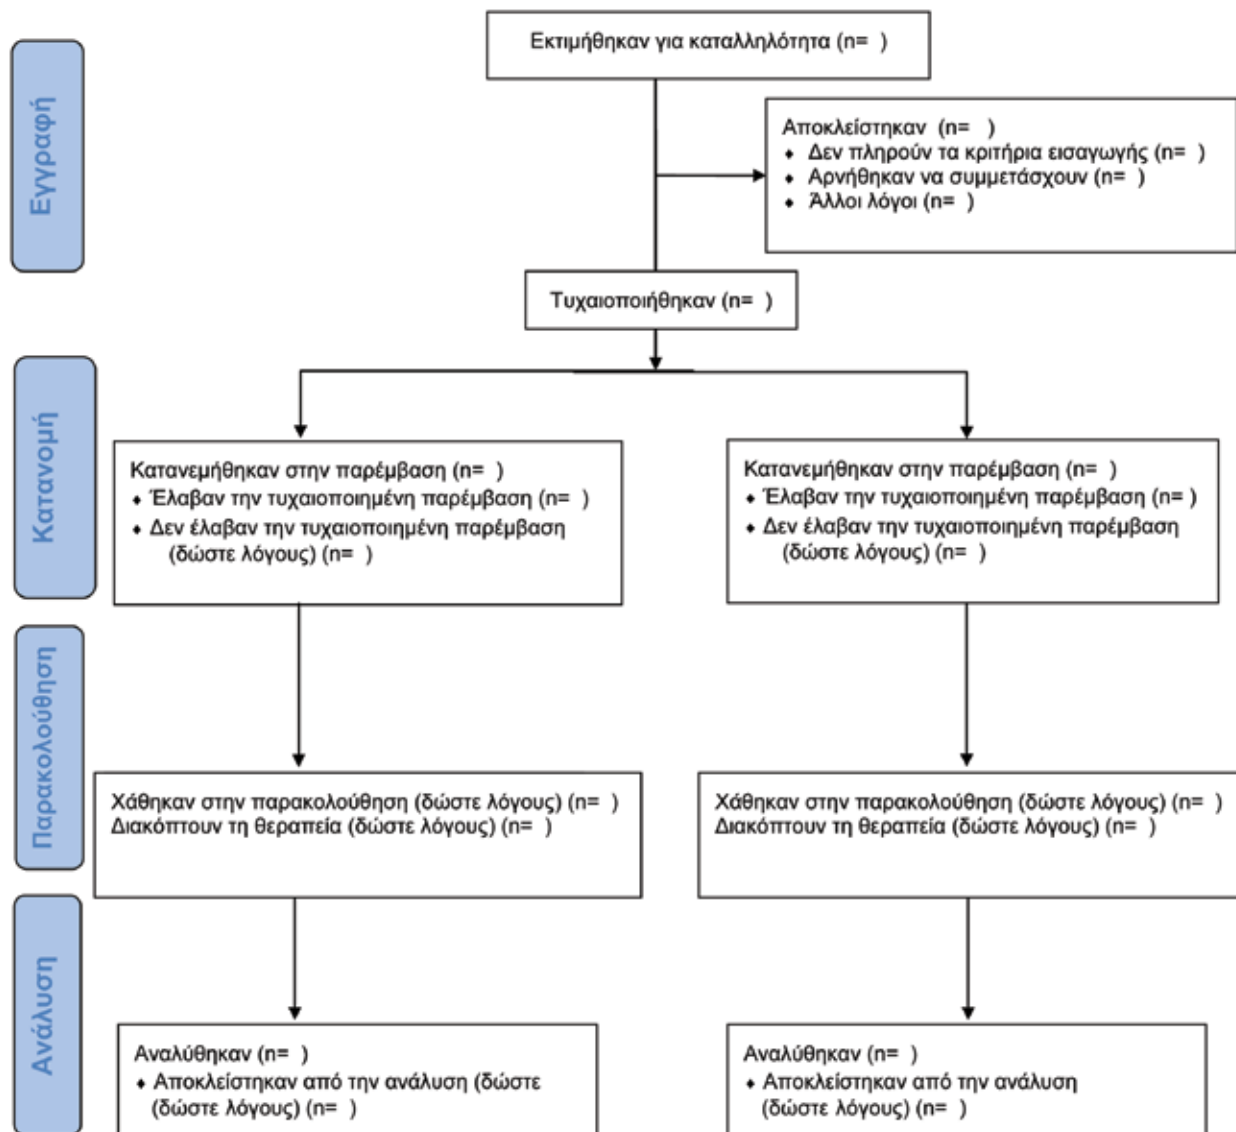 Εγγραφή
Εκτιμήθηκαν για καταλληλότητα (n=  )
Αποκλείστηκαν  (n=  )
♦ Δεν πληρούν τα κριτήρια εισαγωγής (n=  )
♦ Αρνήθηκαν να συμμετάσχουν (n=  )
♦ Άλλοι λόγοι (n=  )
Τυχαιοποιήθηκαν (n=  )
Κατανομή
Κατανεμήθηκαν στην παρέμβαση (n=  )
♦ Έλαβαν την τυχαιοποιημένη παρέμβαση (n=  )
♦ Δεν έλαβαν την τυχαιοποιημένη παρέμβαση
(δώστε λόγους) (n=  )
Κατανεμήθηκαν στην παρέμβαση (n=  )
♦ Έλαβαν την τυχαιοποιημένη παρέμβαση (n= )
♦ Δεν έλαβαν την τυχαιοποιημένη παρέμβαση
(δώστε λόγους) (n=  )
Παρακολούθηση
Χάθηκαν στην παρακολούθηση (δώστε λόγους) (n=  )
Διακόπτουν τη θεραπεία (δώστε λόγους) (n=  )
Χάθηκαν στην παρακολούθηση (δώστε λόγους) (n=  )
Διακόπτουν τη θεραπεία (δώστε λόγους) (n=  )
Ανάλυση
Αναλύθηκαν (n=  )
♦ Αποκλείστηκαν από την ανάλυση (δώστε
(δώστε λόγους) (n=  )
Αναλύθηκαν (n=  )
♦ Αποκλείστηκαν από την ανάλυση
(δώστε λόγους) (n=  )